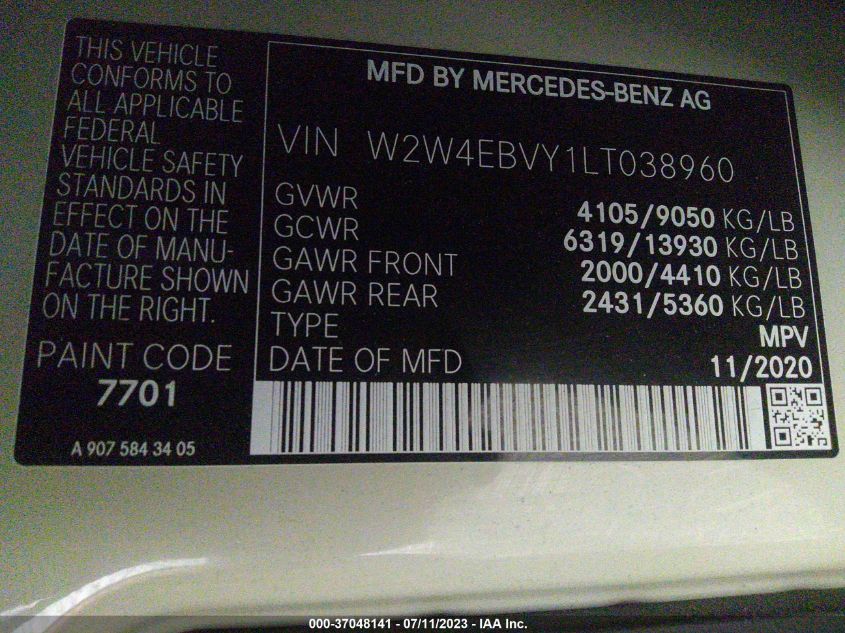 THIS VEHICLE
CONFORMS TO
ALL APPLICABLE
FEDERAL
VEHICLE SAFETY
STANDARDS IN
EFFECT ON THE
DATE OF MANU-
FACTURE SHOWN
ON THE RIGHT.
PAINT CODE
7701
A 907 584 34 05
MFD BY MERCEDES-BENZ AG
VIN W2W4EBVY1LT038960
GVWR 4105/9050 KG/LB
GCWR 6319/13930 KG/LB
GAWR FRONT 2000/4410 KG/LB
GAWR REAR 2431/5360 KG/LB
TYPE MPV
DATE OF MFD 11/2020
000-37048141 - 07/11/2023 - IAA Inc.